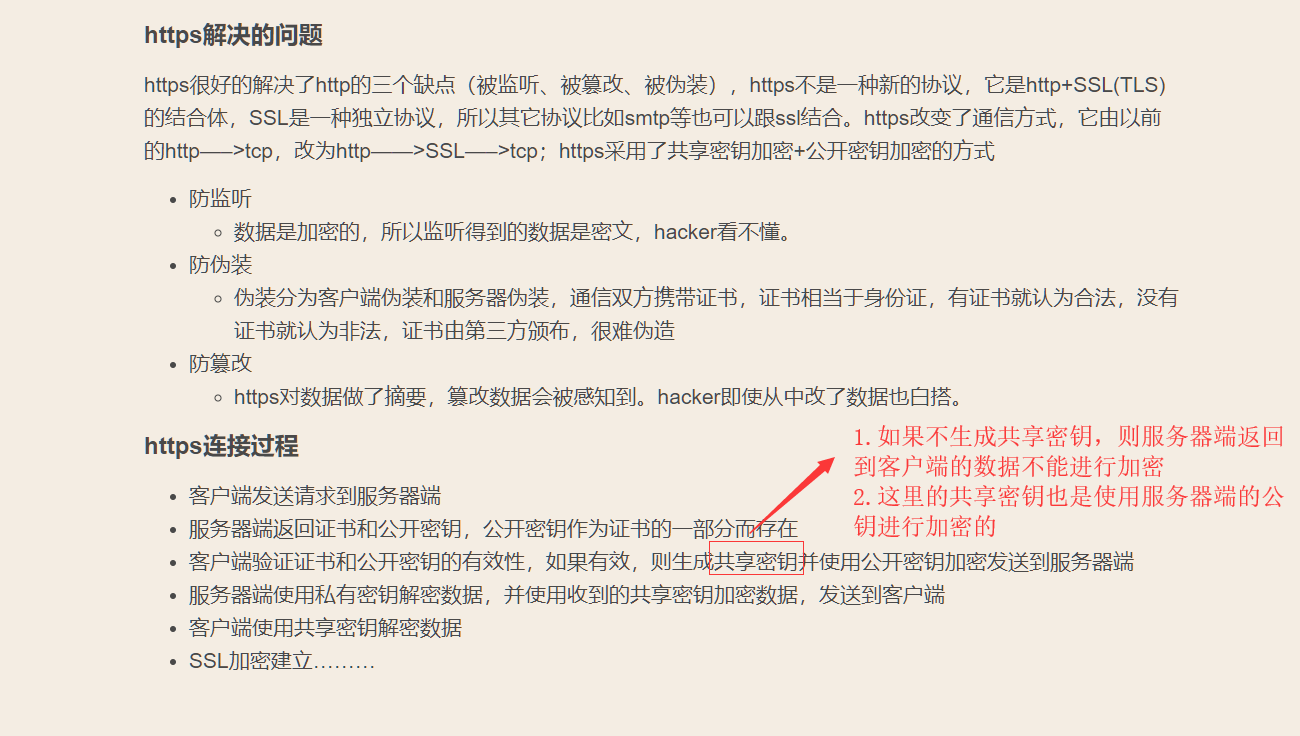 https解决的问题
https很好的解决了http的三个缺点（被监听、被篡改、被伪装），https不是一种新的协议，它是http+SSL(TLS)
的结合体，SSL是一种独立协议，所以其它协议比如smtp等也可以跟ssl结合。https改变了通信方式，它由以前
的http—–>tcp，改为http——>SSL—–>tcp；https采用了共享密钥加密+公开密钥加密的方式
• 防监听
◦ 数据是加密的，所以监听得到的数据是密文，hacker看不懂。
• 防伪装
◦ 伪装分为客户端伪装和服务器伪装，通信双方携带证书，证书相当于身份证，有证书就认为合法，没有
证书就认为非法，证书由第三方颁布，很难伪造
• 防篡改
◦ https对数据做了摘要，篡改数据会被感知到。hacker即使从中改了数据也白搭。
https连接过程
• 客户端发送请求到服务器端
• 服务器端返回证书和公开密钥，公开密钥作为证书的一部分而存在
• 客户端验证证书和公开密钥的有效性，如果有效，则生成共享密钥并使用公开密钥加密发送到服务器端
• 服务器端使用私有密钥解密数据，并使用收到的共享密钥加密数据，发送到客户端
• 客户端使用共享密钥解密数据
• SSL加密建立………
1.如果不生成共享密钥，则服务器端返回
到客户端的数据不能进行加密
2.这里的共享密钥也是使用服务器端的公
钥进行加密的